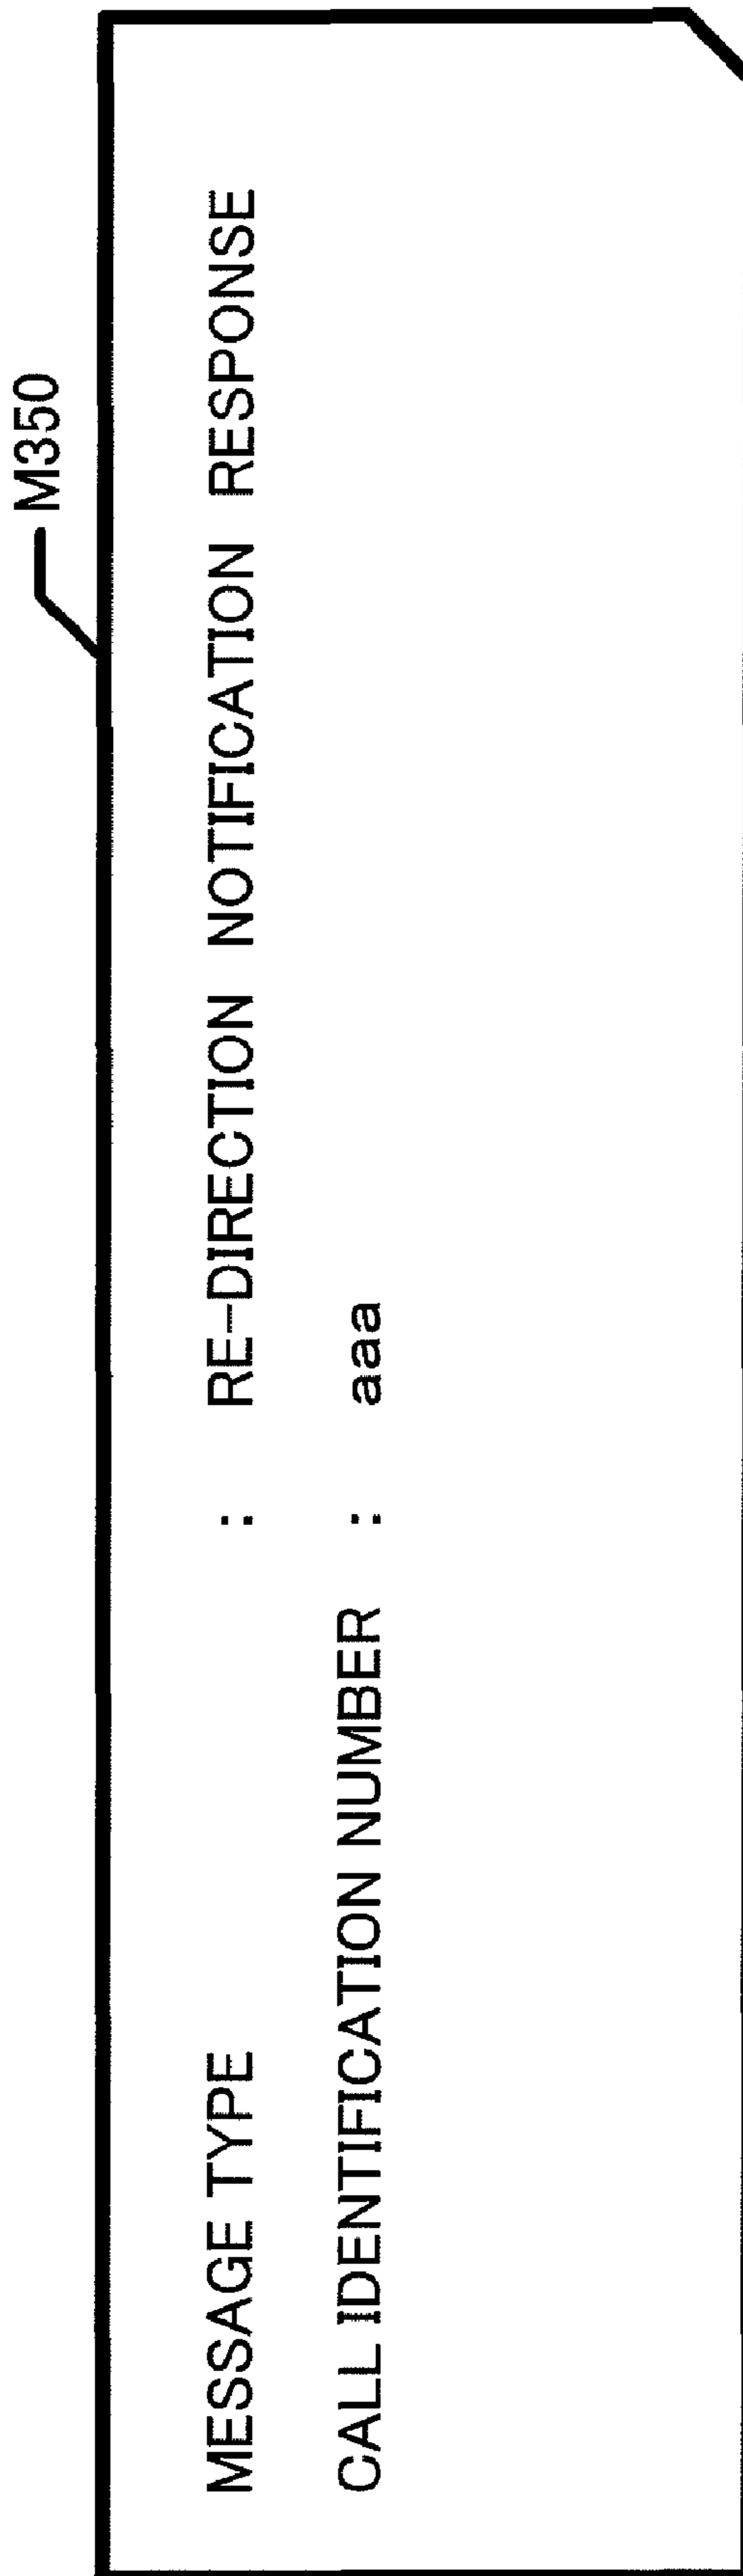 M350
MESSAGE TYPE : RE-DIRECTION NOTIFICATION RESPONSE
CALL IDENTIFICATION NUMBER : aaa